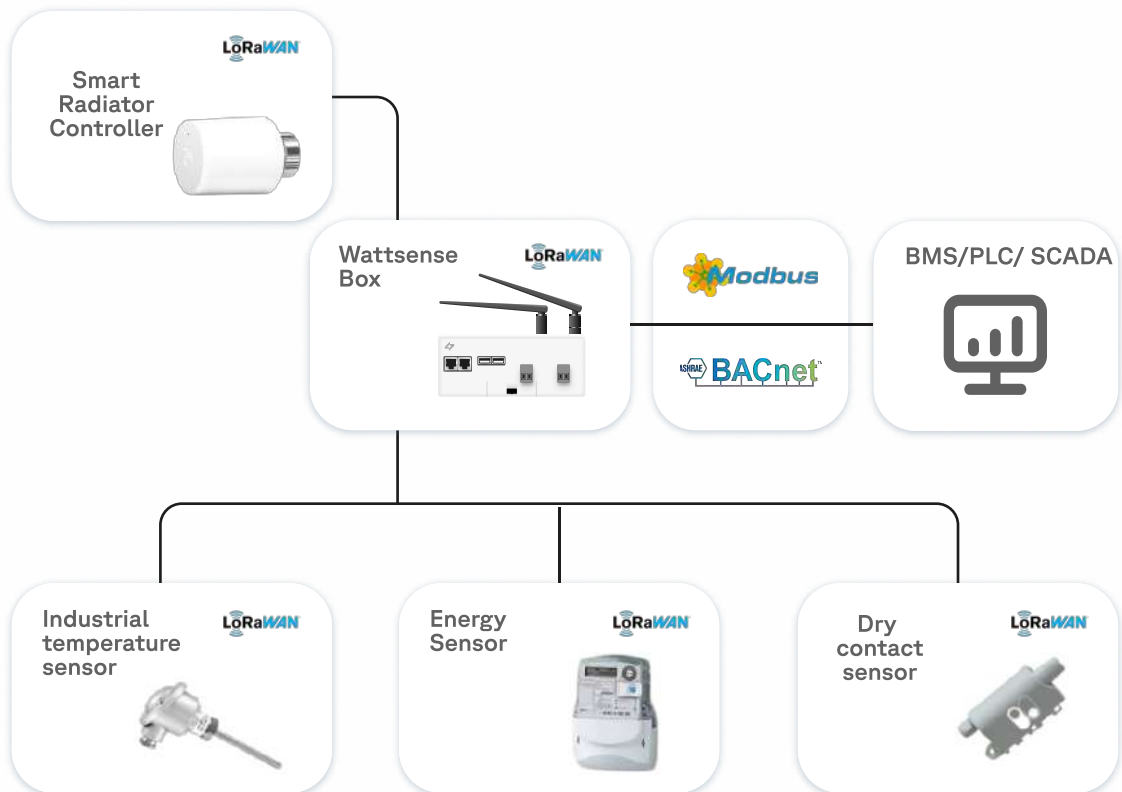 LoRaWAN
Smart
Radiator
Controller
Wattsense
Box
LoRaWAN
Modbus
ASHRAE BACnet™
BMS/PLC/ SCADA
Industrial
temperature
sensor
LoRaWAN
Energy
Sensor
LoRaWAN
Dry
contact
sensor
LoRaWAN